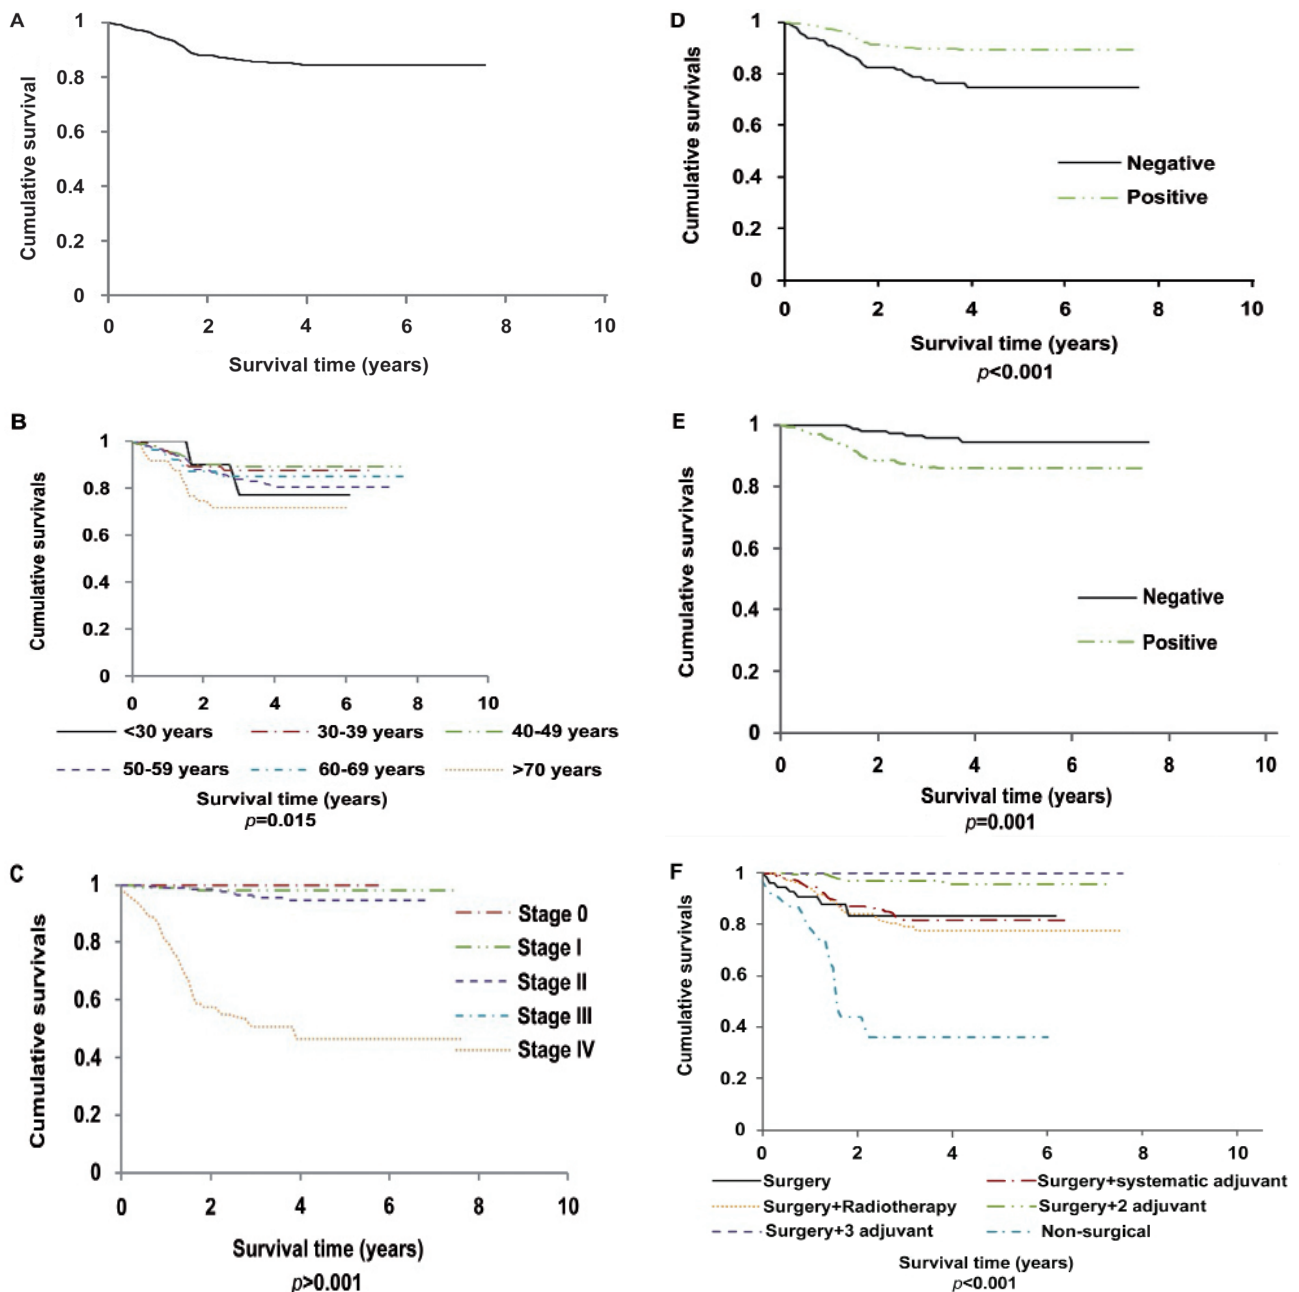 A
1
0.8
0.6
0.4
0.2
0
Cumulative survival
0 2 4 6 8 10
Survival time (years)
B
1
0.8
0.6
0.4
0.2
0
Cumulative survivals
0 2 4 6 8 10
<30 years 30-39 years 40-49 years
50-59 years 60-69 years >70 years
Survival time (years)
p=0.015
C
1
0.8
0.6
0.4
0.2
0
Cumulative survivals
Stage 0
Stage I
Stage II
Stage III
Stage IV
0 2 4 6 8 10
Survival time (years)
p>0.001
D
1
0.8
0.6
0.4
0.2
0
Cumulative survivals
Negative
Positive
0 2 4 6 8 10
Survival time (years)
p<0.001
E
1
0.8
0.6
0.4
0.2
0
Cumulative survivals
Negative
Positive
0 2 4 6 8 10
Survival time (years)
p=0.001
F
1
0.8
0.6
0.4
0.2
0
Cumulative survivals
0 2 4 6 8 10
Surgery Surgery+systematic adjuvant
Surgery+Radiotherapy Surgery+2 adjuvant
Surgery+3 adjuvant Non-surgical
Survival time (years)
p<0.001